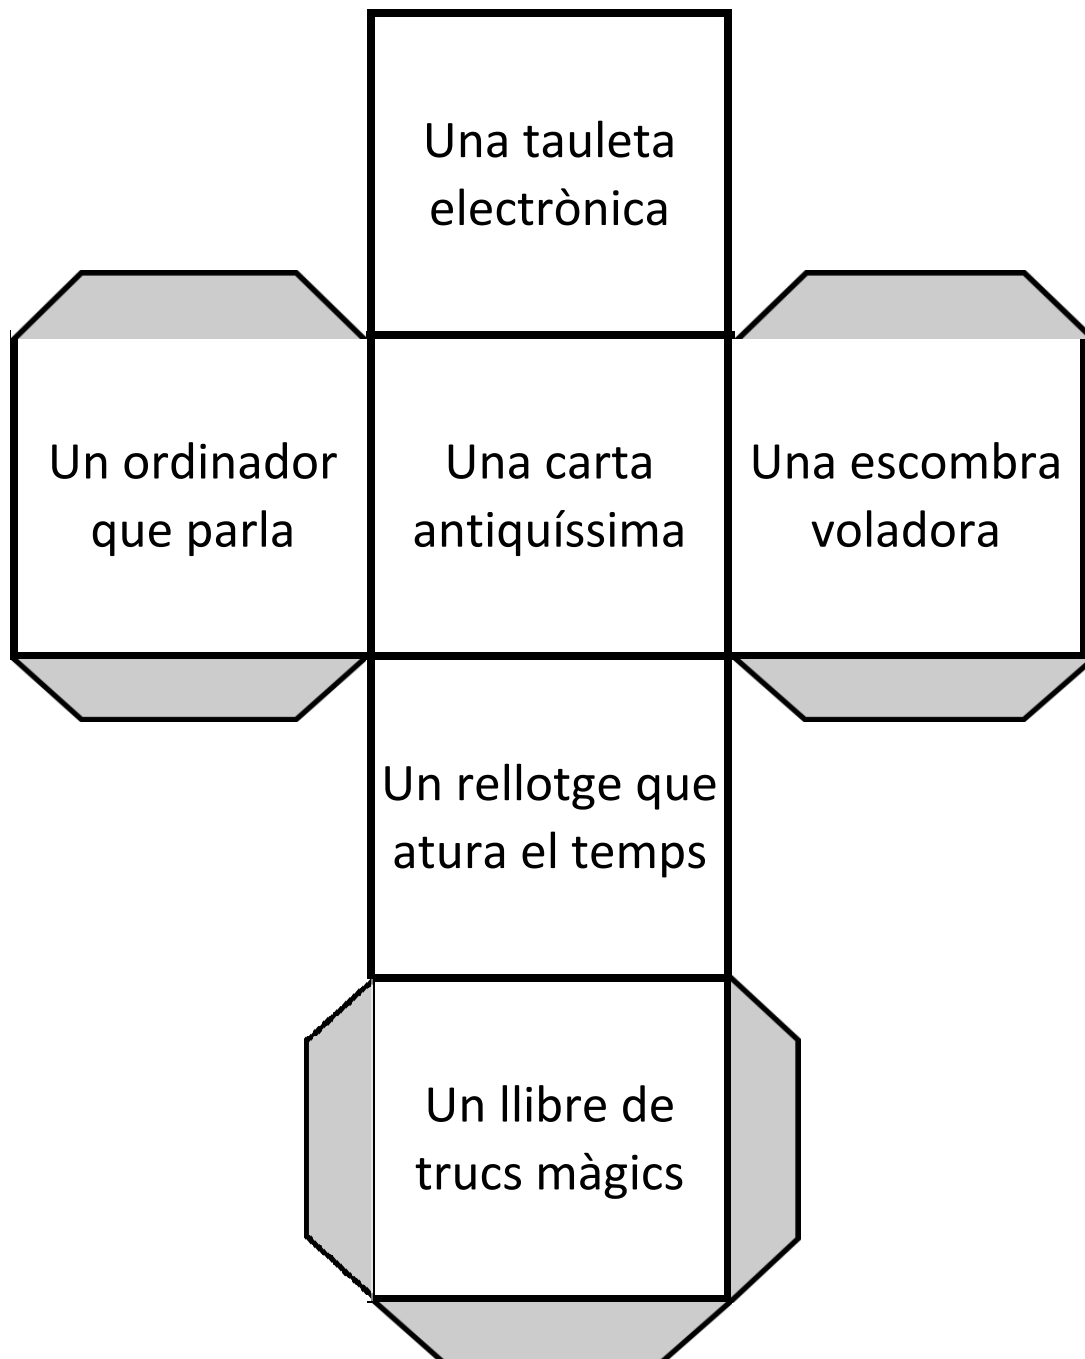 Una tauleta
electrònica
Un ordinador
que parla
Una carta
antiquíssima
Una escombra
voladora
Un rellotge que
atura el temps
Un llibre de
trucs màgics